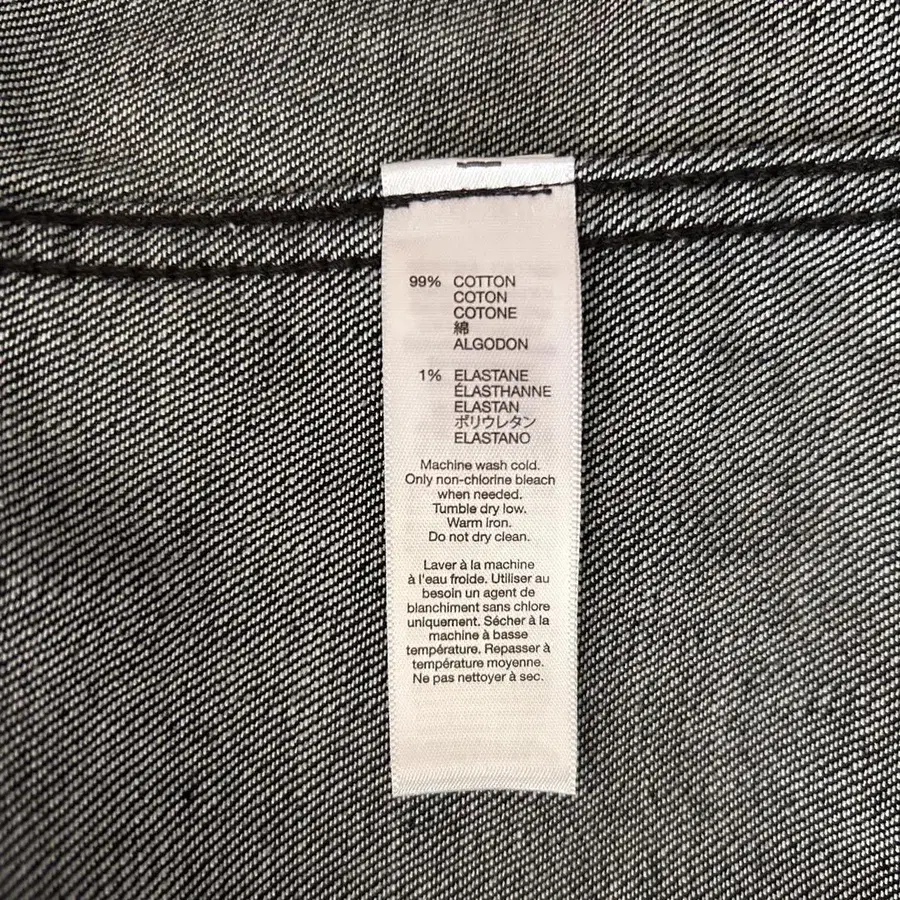 99% COTTON
COTON
COTONE
綿
ALGODON
1% ELASTANE
ÉLASTHANNE
ELASTAN
ポリウレタン
ELASTANO
Machine wash cold.
Only non-chlorine bleach
when needed.
Tumble dry low.
Warm iron.
Do not dry clean.
Laver à la machine
à l'eau froide. Utiliser au
besoin un agent de
blanchiment sans chlore
uniquement. Sécher à la
machine à basse
température. Repasser à
température moyenne.
Ne pas nettoyer à sec.